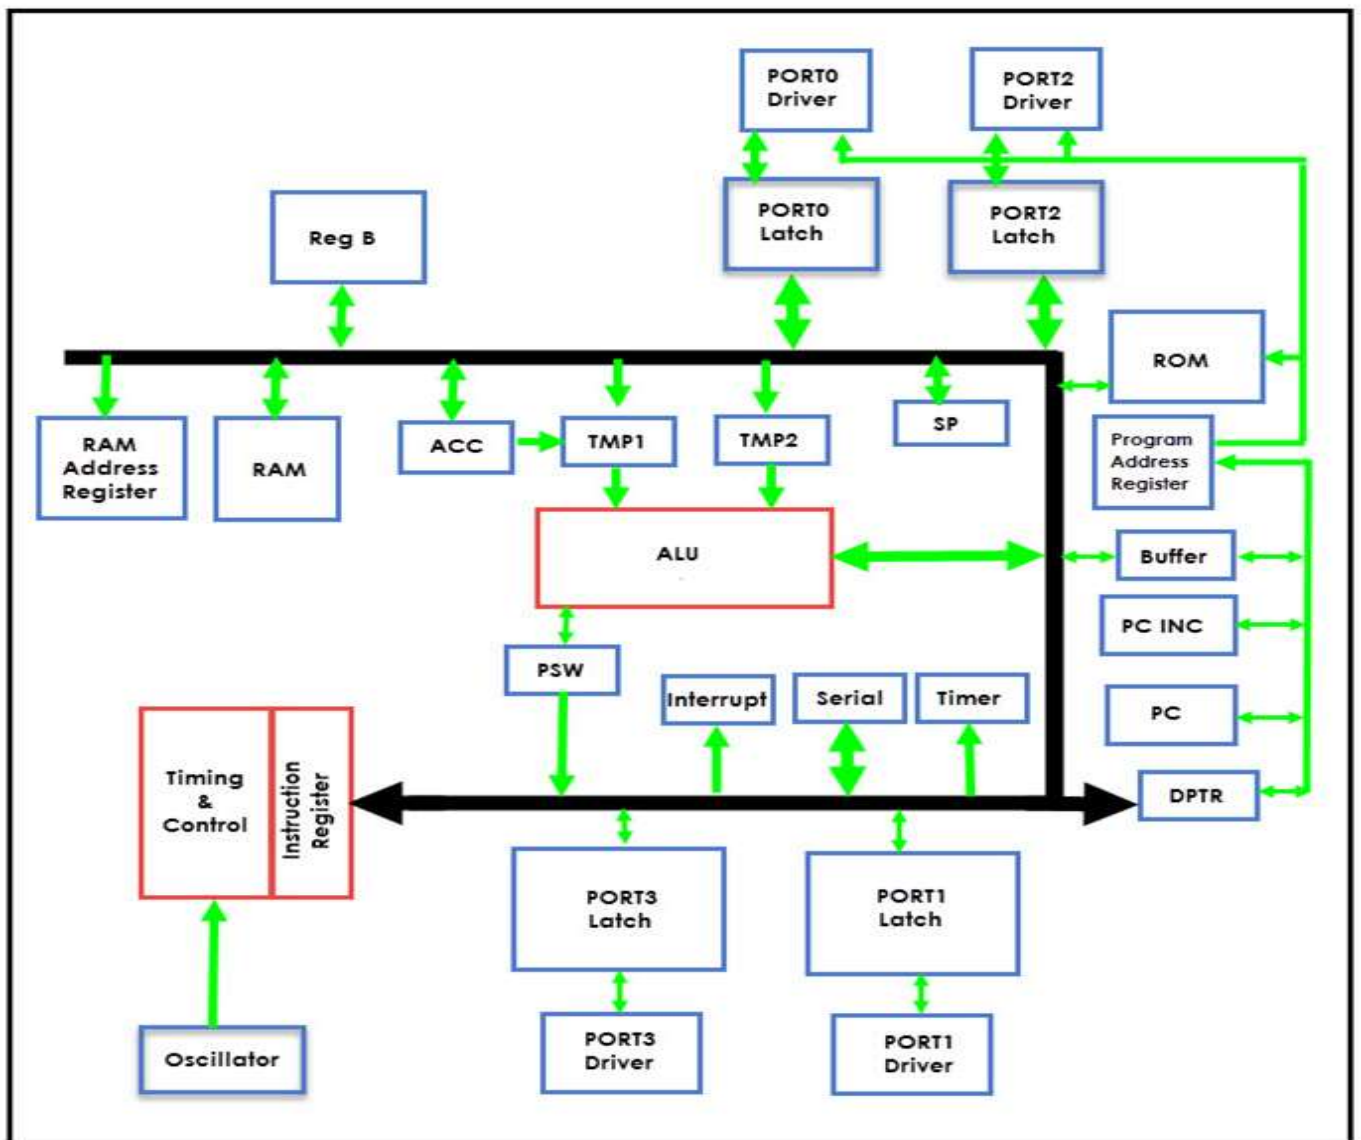 PORT0
Driver
PORT2
Driver
PORT0
Latch
PORT2
Latch
Reg B
ROM
RAM
Address
Register
RAM
ACC
TMP1
TMP2
SP
Program
Address
Register
ALU
Buffer
PC INC
PSW
Interrupt
Serial
Timer
PC
Timing
&
Control
Instruction
Register
DPTR
PORT3
Latch
PORT1
Latch
Oscillator
PORT3
Driver
PORT1
Driver